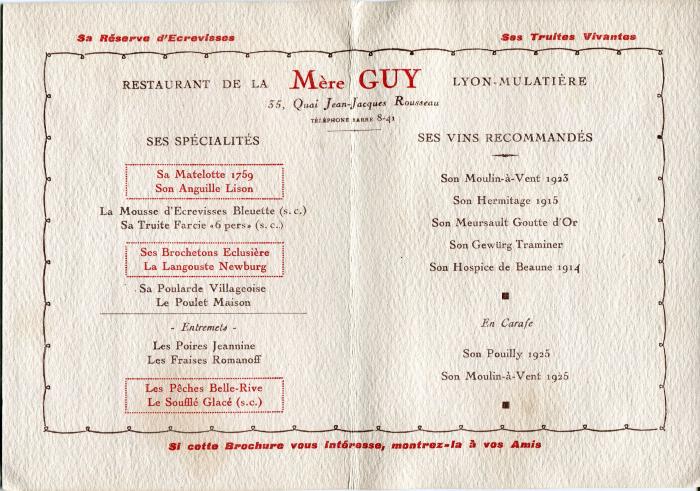 Sa Réserve d'Ecrevisses
Ses Truites Vivantes
RESTAURANT DE LA Mère GUY LYON-MULATIÈRE
35, Quai Jean-Jacques Rousseau
TÉLÉPHONE BARRE 8-41
SES SPÉCIALITÉS
Sa Matelotte 1759
Son Anguille Lison
La Mousse d'Ecrevisses Bleuette (s.c.)
Sa Truite Farcie «6 pers» (s.c.)
Ses Brochetons Eclusière
La Langouste Newburg
Sa Poularde Villageoise
Le Poulet Maison
- Entremets -
Les Poires Jeannine
Les Fraises Romanoff
Les Pêches Belle-Rive
Le Soufflé Glacé (s.c.)
SES VINS RECOMMANDÉS
Son Moulin-à-Vent 1923
Son Hermitage 1915
Son Meursault Goutte d'Or
Son Gewürg Traminer
Son Hospice de Beaune 1914
En Carafe
Son Pouilly 1925
Son Moulin-à-Vent 1925
Si cette Brochure vous intéresse, montrez-la à vos Amis